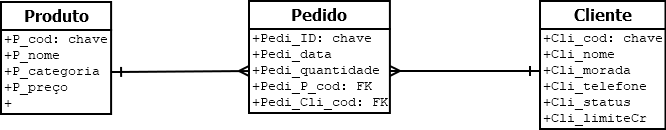 Produto
+P_cod: chave
+P_nome
+P_categoria
+P_preço
+
Pedido
+Pedi_ID: chave
+Pedi_data
+Pedi_quantidade
+Pedi_P_cod: FK
+Pedi_Cli_cod: FK
Cliente
+Cli_cod: chave
+Cli_nome
+Cli_morada
+Cli_telefone
+Cli_status
+Cli_limiteCr